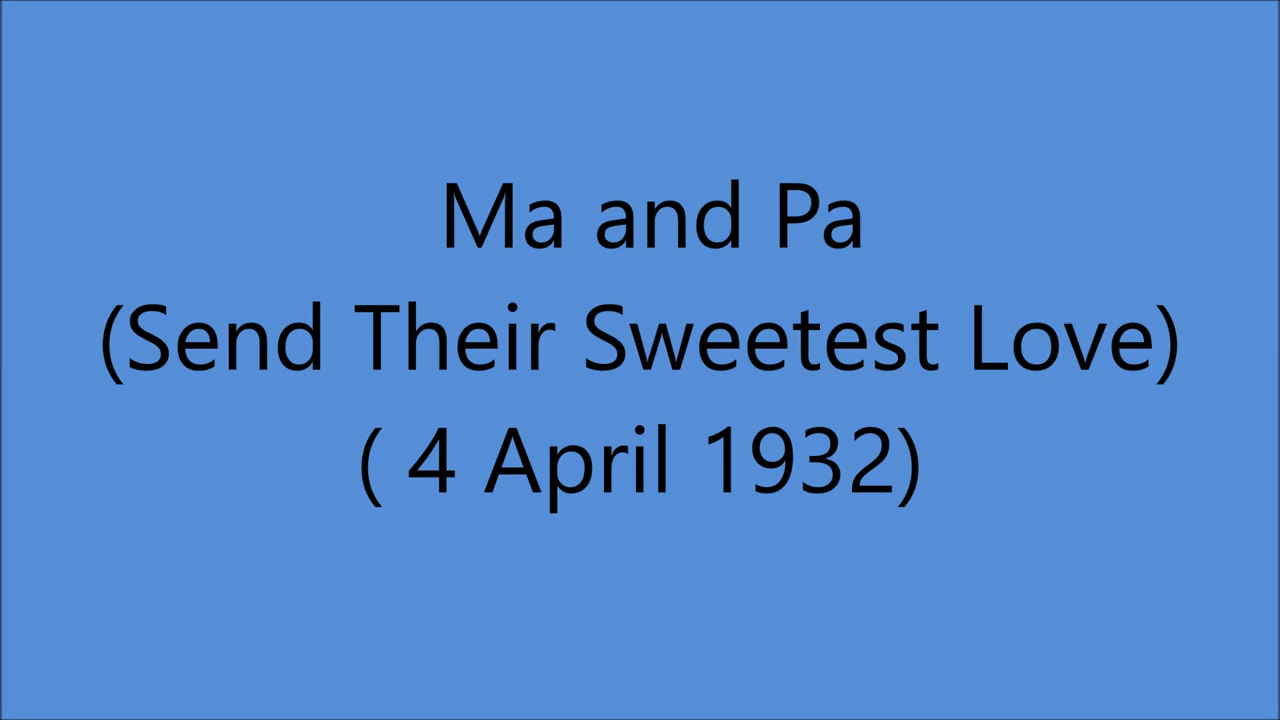 Ma and Pa
(Send Their Sweetest Love)
( 4 April 1932)